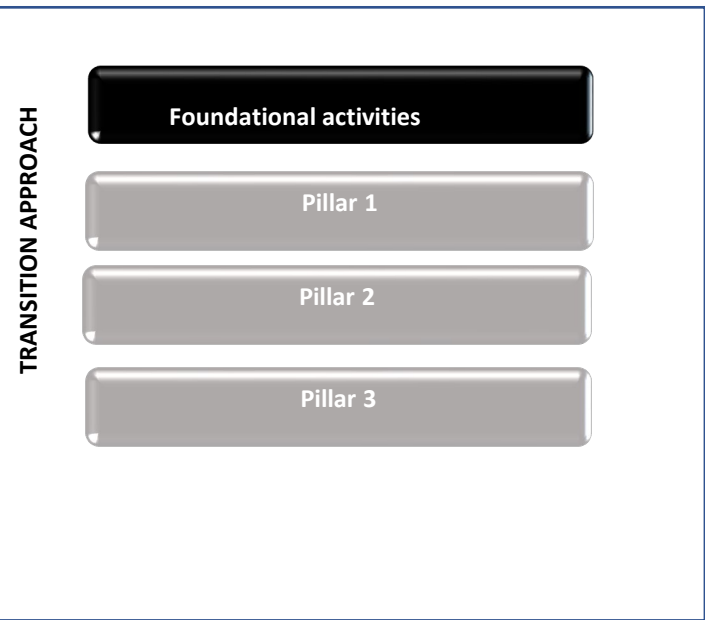 TRANSITION APPROACH
Foundational activities
Pillar 1
Pillar 2
Pillar 3